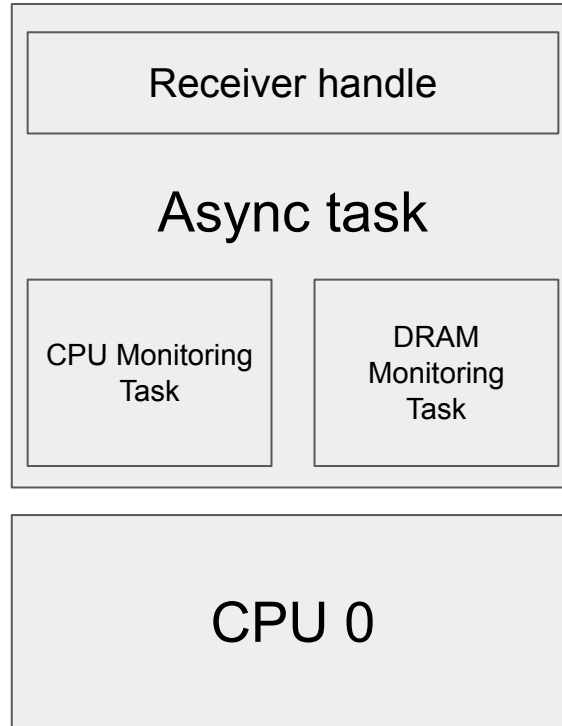 Receiver handle
Async task
CPU Monitoring
Task
DRAM
Monitoring
Task
CPU 0